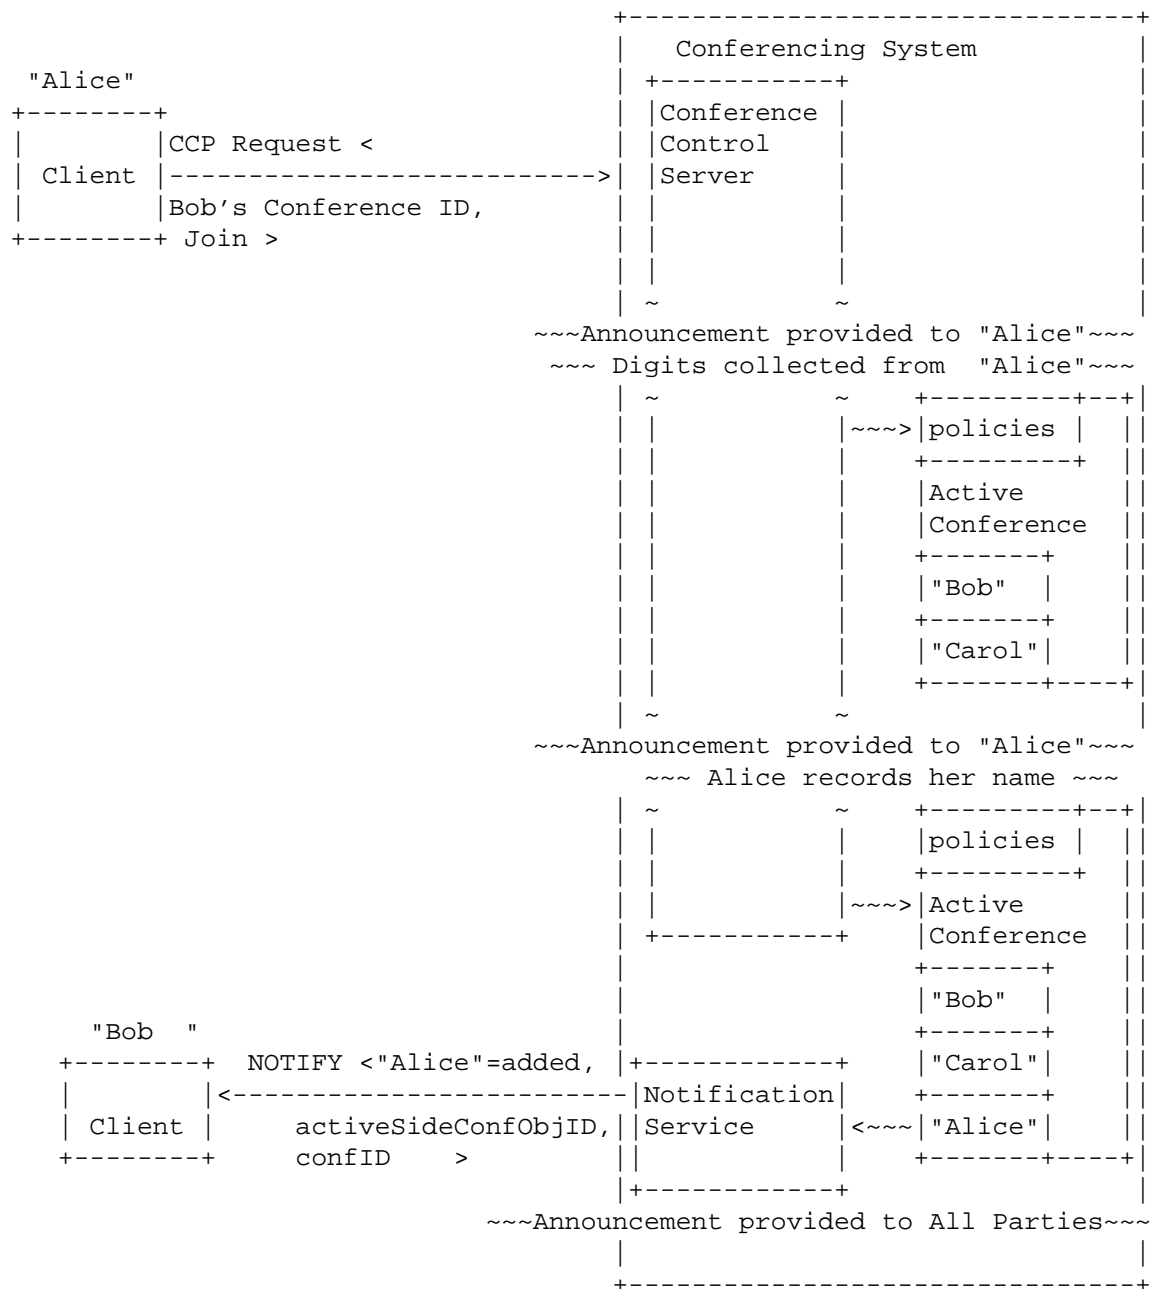 +--------------------------------+
|   Conferencing System          |
"Alice"                               | +-----------+                  |
+--------+                              | |Conference |                  |
|        |CCP Request <               | |Control    |                  |
| Client |--------------------------->| |Server     |                  |
|        |Bob's Conference ID,        | |           |                  |
+--------+ Join >                     | |           |                  |
| |           |                  |
| ~           ~                  |
~~~Announcement provided to "Alice"~~~
~~~ Digits collected from  "Alice"~~~
| ~           ~    +---------+--+|
| |           |~~~>|policies |  ||
| |           |    +---------+  ||
| |           |    |Active      ||
| |           |    |Conference  ||
| |           |    +-------+    ||
| |           |    |"Bob"  |    ||
| |           |    +-------+    ||
| |           |    |"Carol"|    ||
| |           |    +-------+----+|
| ~           ~                  |
~~~Announcement provided to "Alice"~~~
~~~ Alice records her name ~~~
| ~           ~    +---------+--+|
| |           |    |policies |  ||
| |           |    +---------+  ||
| |           |~~~>|Active      ||
| +-----------+    |Conference  ||
|                  +-------+    ||
|                  |"Bob"  |    ||
"Bob  "                           |                  +-------+    ||
+--------+  NOTIFY <"Alice"=added, |+------------+    |"Carol"|    ||
|        |<-------------------------|Notification|    +-------+    ||
| Client |     activeSideConfObjID,||Service     |<~~~|"Alice"|    ||
+--------+     confID    >         ||            |    +-------+----+|
|+------------+                  |
~~~Announcement provided to All Parties~~~
|                                |
+--------------------------------+